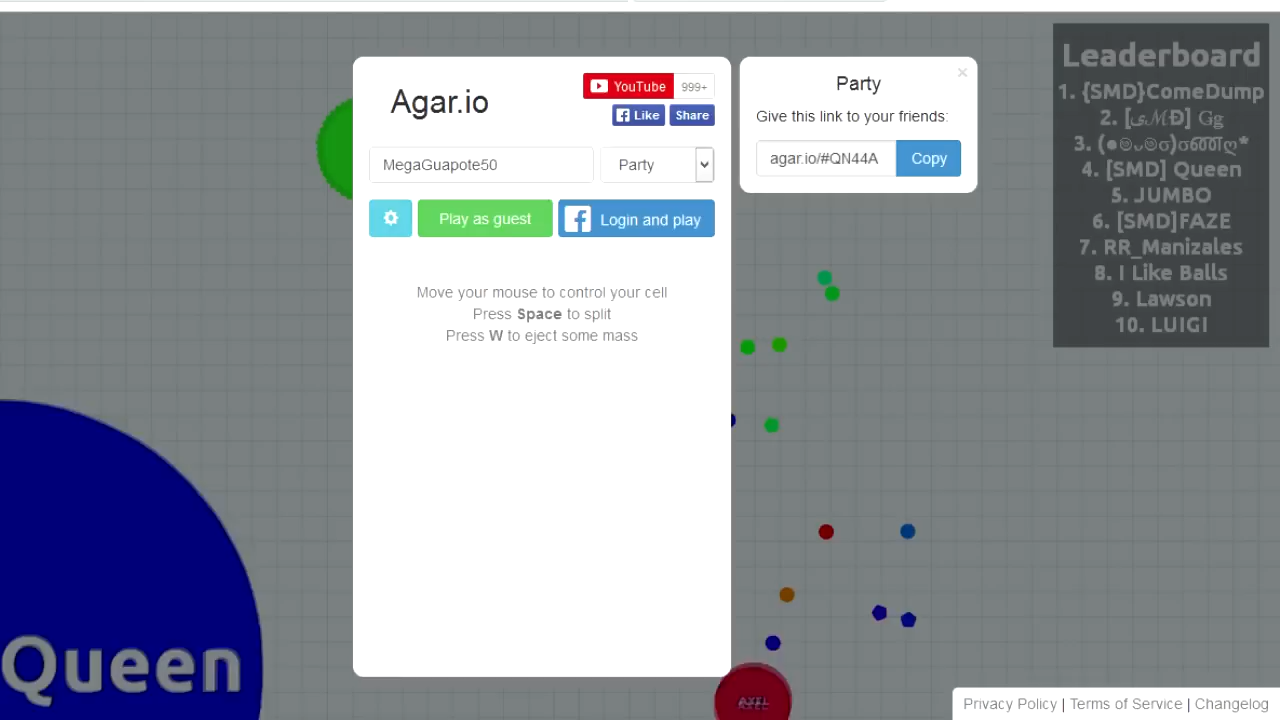 Agar.io
YouTube 999+
Like Share
MegaGuapote50
Party
Play as guest
Login and play
Move your mouse to control your cell
Press Space to split
Press W to eject some mass
Party
×
Give this link to your friends:
agar.io/#QN44A
Copy
Leaderboard
1. {SMD}ComeDump
2. Gg
3.
4. [SMD] Queen
5. JUMBO
6. [SMD]FAZE
7. RR_Manizales
8. I Like Balls
9. Lawson
10. LUIGI
Queen
AXEL
Privacy Policy | Terms of Service | Changelog